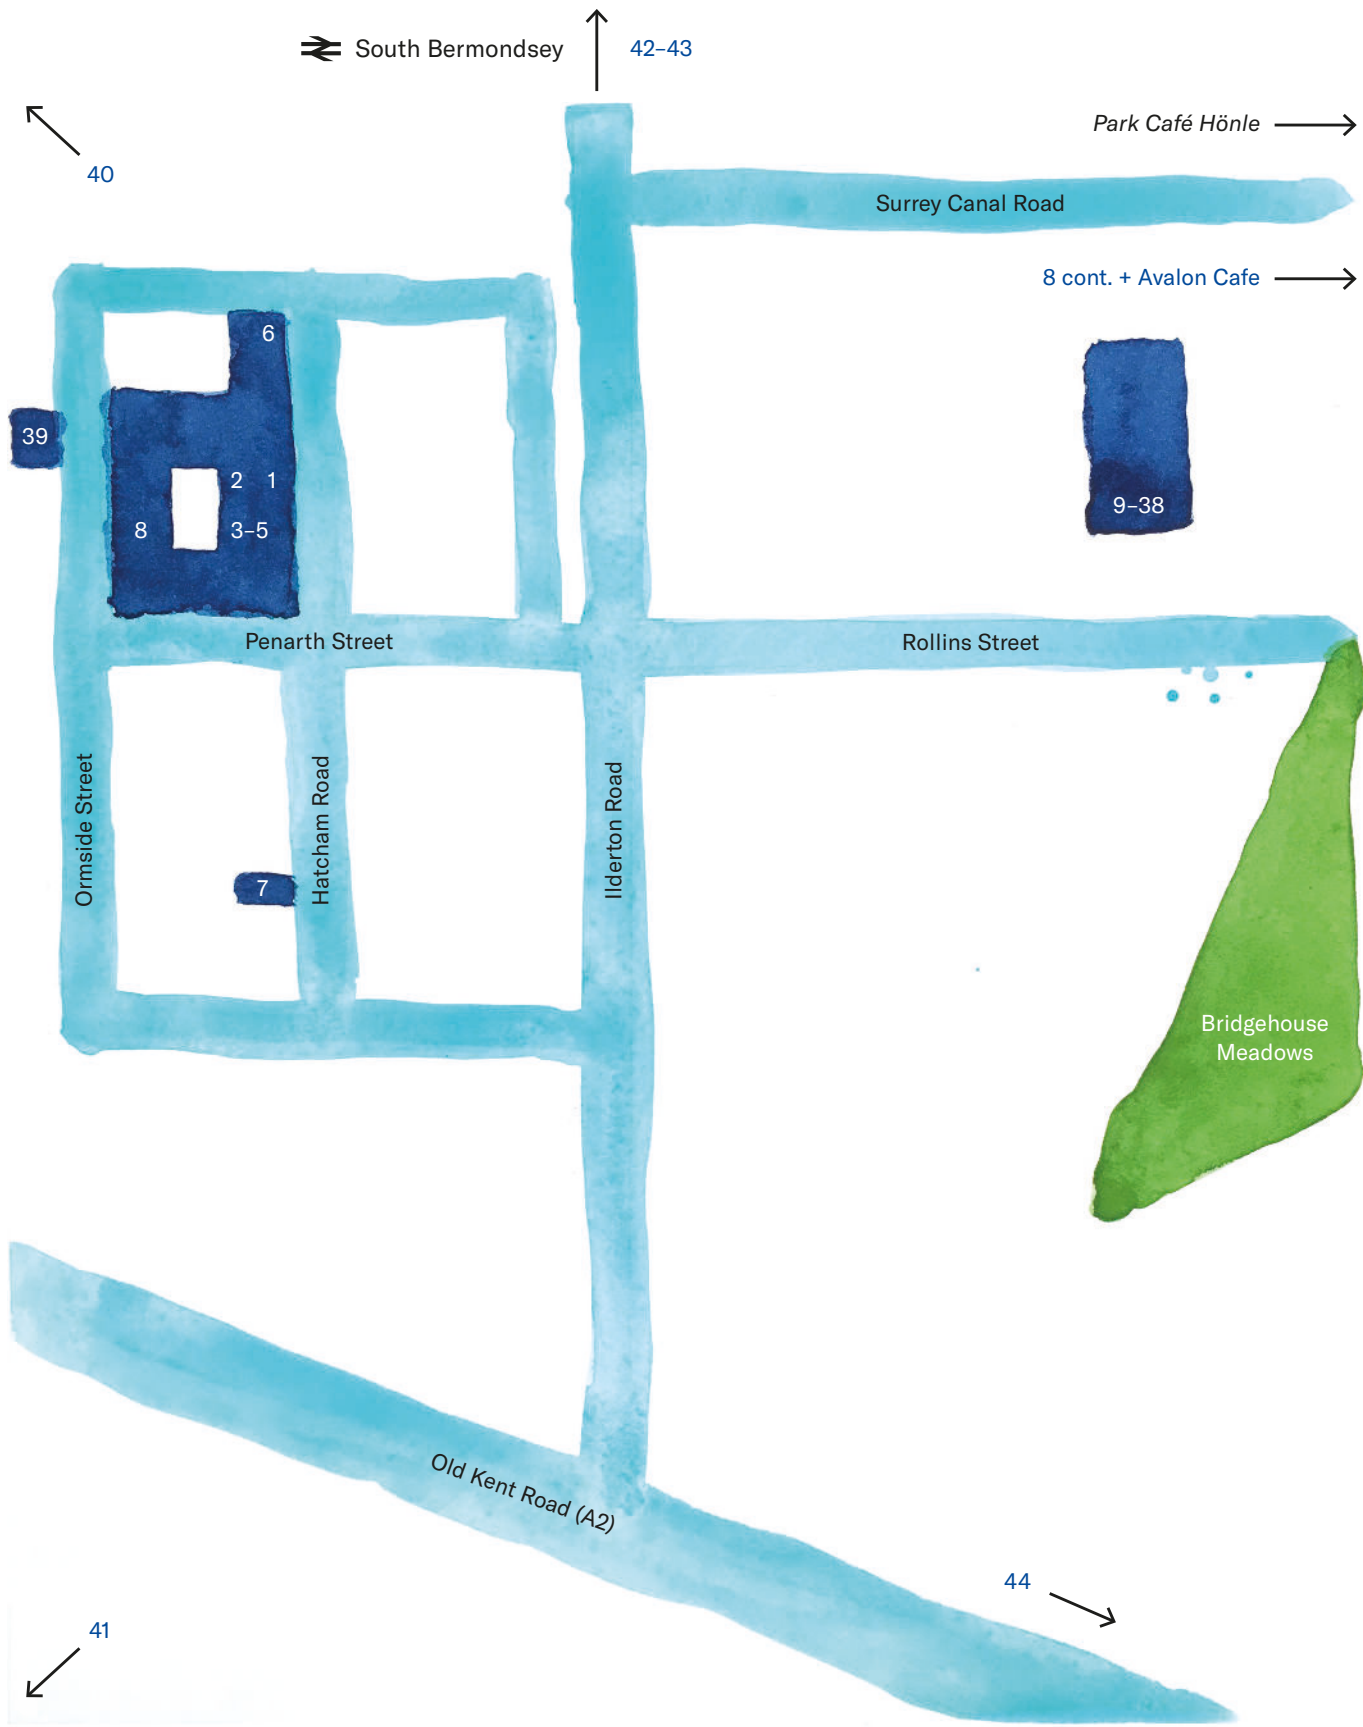 South Bermondsey
42–43
Park Café Hönle
40
Surrey Canal Road
8 cont. + Avalon Cafe
6
39
2 1
8
3–5
9–38
Penarth Street
Rollins Street
Ormside Street
Hatcham Road
Ilderton Road
7
Bridgehouse
Meadows
Old Kent Road (A2)
44
41